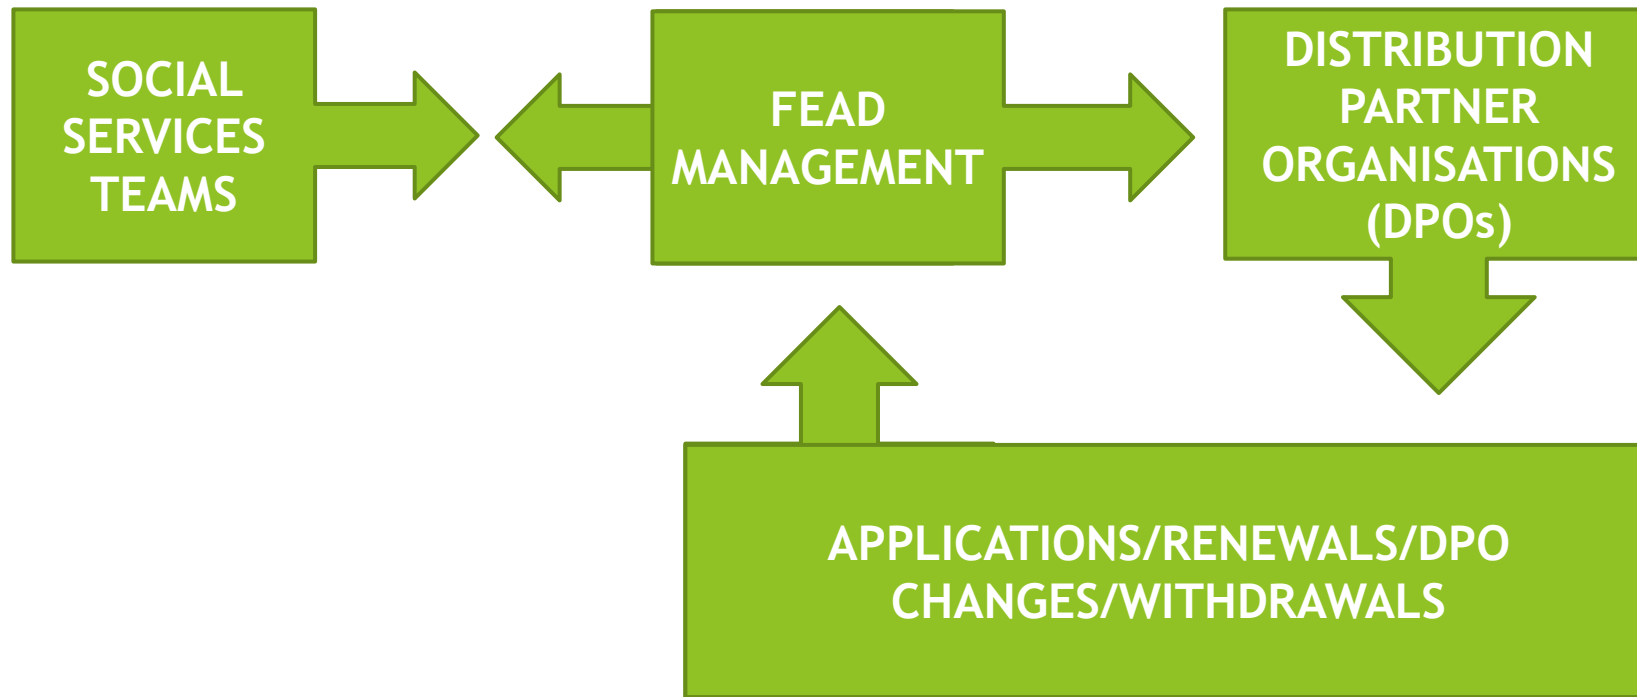 SOCIAL
SERVICES
TEAMS
FEAD
MANAGEMENT
DISTRIBUTION
PARTNER
ORGANISATIONS
(DPOs)
APPLICATIONS/RENEWALS/DPO
CHANGES/WITHDRAWALS